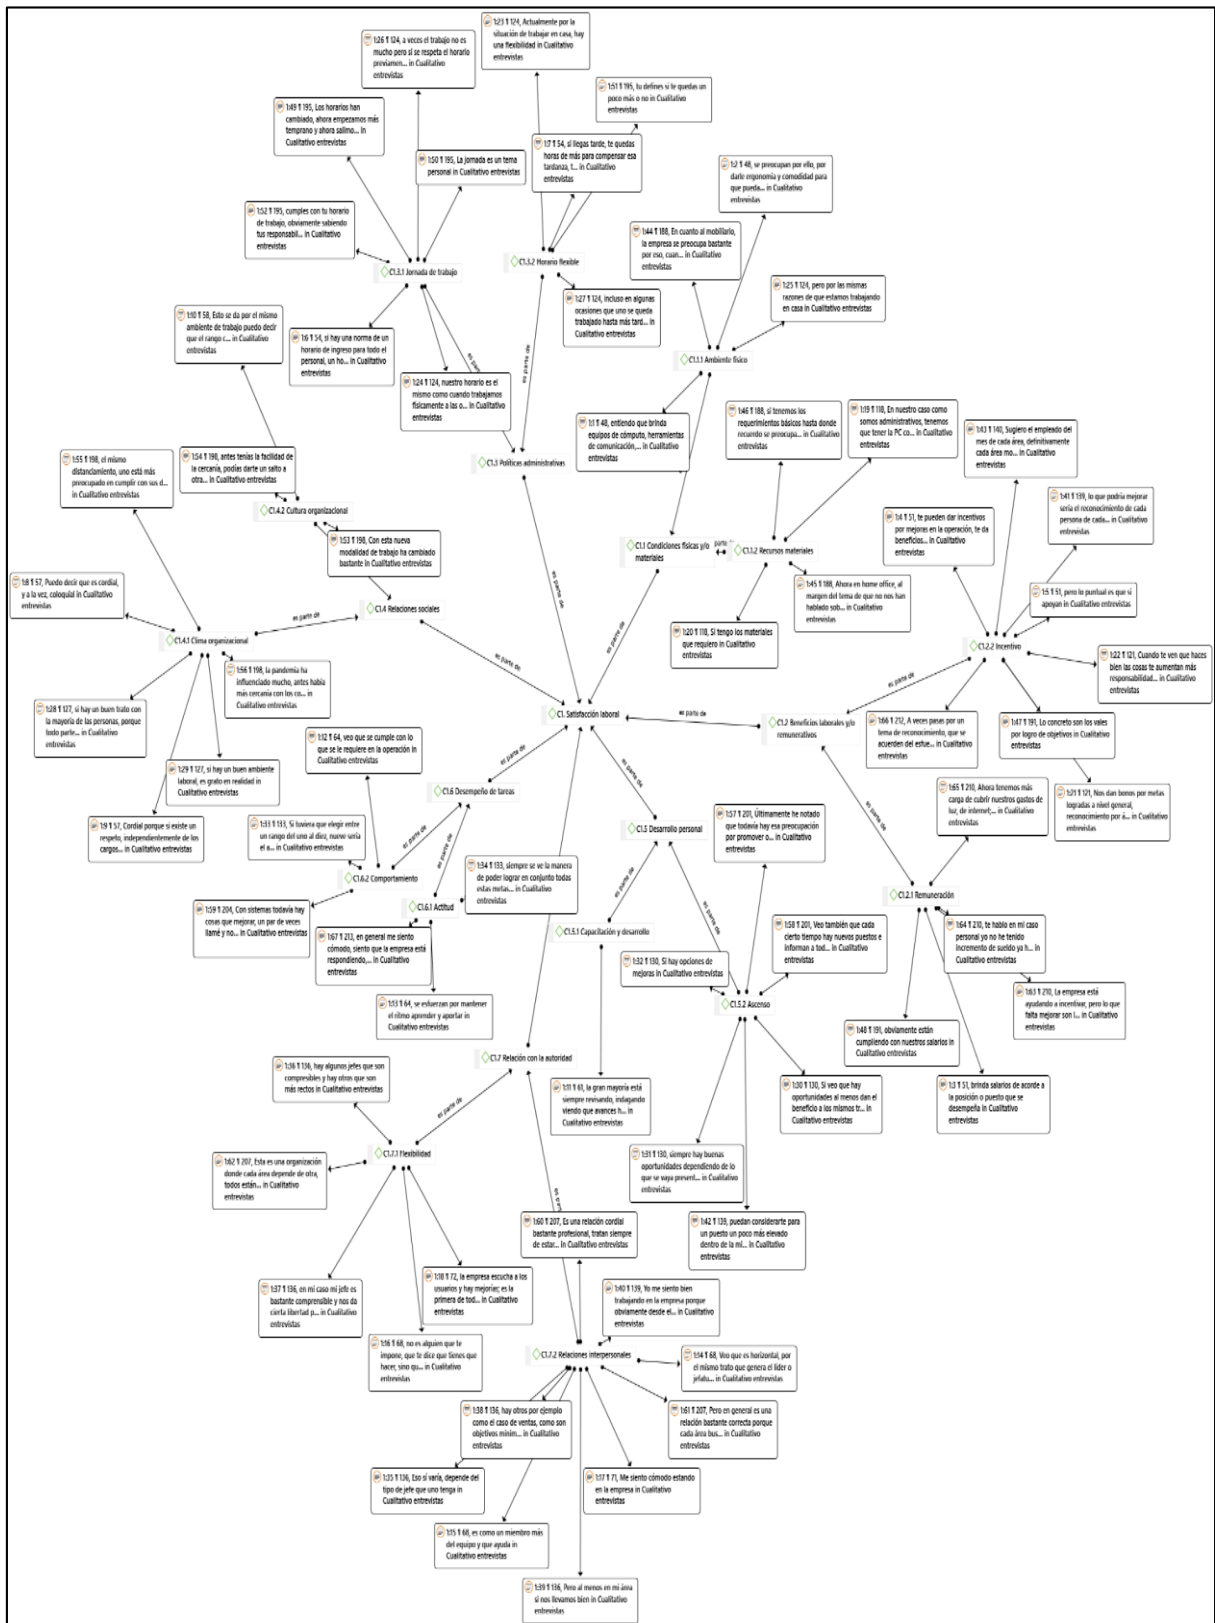 1:23 ¶ 124, Actualmente por la
situación de trabajar en casa, hay
una flexibilidad in Cualitativo
entrevistas
1:26 ¶ 124, a veces el trabajo no es
mucho pero sí se respeta el horario
previamen... in Cualitativo
entrevistas
1:51 ¶ 195, tu defines si te quedas un
poco más o no in Cualitativo
entrevistas
1:49 ¶ 195, Los horarios han
cambiado, ahora empezamos más
temprano y ahora salimo... in
Cualitativo entrevistas
1:7 ¶ 54, si llegas tarde, te quedas
horas de más para compensar esa
tardanza, t... in Cualitativo
entrevistas
1:50 ¶ 195, La jornada es un tema
personal in Cualitativo entrevistas
1:2 ¶ 48, se preocupan por ello, por
darle ergonomía y comodidad para
que pueda... in Cualitativo
entrevistas
1:52 ¶ 195, cumples con tu horario
de trabajo, obviamente sabiendo
tus responsabil... in Cualitativo
entrevistas
1:44 ¶ 188, En cuanto al mobiliario,
la empresa se preocupa bastante
por eso, cuan... in Cualitativo
entrevistas
C1.3.2 Horario flexible
C1.3.1 Jornada de trabajo
1:25 ¶ 124, pero por las mismas
razones de que estamos trabajando
en casa in Cualitativo entrevistas
1:27 ¶ 124, incluso en algunas
ocasiones que uno se queda
trabajado hasta más tard... in
Cualitativo entrevistas
1:10 ¶ 58, Esto se da por el mismo
ambiente de trabajo puedo decir
que el rango c... in Cualitativo
entrevistas
1:6 ¶ 54, si hay una norma de un
horario de ingreso para todo el
personal, un ho... in Cualitativo
entrevistas
es parte de
es parte de
C1.1.1 Ambiente físico
1:24 ¶ 124, nuestro horario es el
mismo como cuando trabajamos
físicamente a las o... in Cualitativo
entrevistas
1:1 ¶ 48, entiendo que brinda
equipos de cómputo, herramientas
de comunicación,... in Cualitativo
entrevistas
1:46 ¶ 188, si tenemos los
requerimientos básicos hasta donde
recuerdo se preocupa... in
Cualitativo entrevistas
1:19 ¶ 118, En nuestro caso como
somos administrativos, tenemos
que tener la PC co... in Cualitativo
entrevistas
1:43 ¶ 140, Sugiero el empleado del
mes de cada área, definitivamente
cada área mo... in Cualitativo
entrevistas
1:55 ¶ 198, el mismo
distanciamiento, uno está más
preocupado en cumplir con sus d...
in Cualitativo entrevistas
1:54 ¶ 198, antes tenías la facilidad de
la cercanía, podías darte un salto a
otra... in Cualitativo entrevistas
C1.3 Políticas administrativas
1:41 ¶ 139, lo que podría mejorar
sería el reconocimiento de cada
persona de cada... in Cualitativo
entrevistas
1:4 ¶ 51, te pueden dar incentivos
por mejoras en la operación, te da
beneficios... in Cualitativo
entrevistas
C1.4.2 Cultura organizacional
1:53 ¶ 198, Con esta nueva
modalidad de trabajo ha cambiado
bastante in Cualitativo entrevistas
C1.1 Condiciones físicas y/o
materiales
parte de
C1.1.2 Recursos materiales
1:8 ¶ 57, Puedo decir que es cordial,
y a la vez, coloquial in Cualitativo
entrevistas
1:45 ¶ 188, Ahora en home office, al
margen del tema de que no nos han
hablado sob... in Cualitativo
entrevistas
1:5 ¶ 51, pero lo puntual es que sí
apoyan in Cualitativo entrevistas
C1.4 Relaciones sociales
es parte de
es parte de
C1.4.1 Clima organizacional
1:20 ¶ 118, Sí tengo los materiales
que requiero in Cualitativo
entrevistas
C1.2.2 Incentivo
1:22 ¶ 121, Cuando te ven que haces
bien las cosas te aumentan más
responsabilidad... in Cualitativo
entrevistas
1:56 ¶ 198, la pandemia ha
influenciado mucho, antes había
más cercanía con los co... in
Cualitativo entrevistas
es parte de
es parte de
es parte de
1:28 ¶ 127, si hay un buen trato con
la mayoría de las personas, porque
todo parte... in Cualitativo
entrevistas
C1. Satisfacción laboral
es parte de
C1.2 Beneficios laborales y/o
remunerativos
1:66 ¶ 212, A veces pasas por un
tema de reconocimiento, que se
acuerden del esfue... in Cualitativo
entrevistas
1:47 ¶ 191, Lo concreto son los vales
por logro de objetivos in Cualitativo
entrevistas
1:12 ¶ 64, veo que se cumple con lo
que se le requiere en la operación in
Cualitativo entrevistas
1:29 ¶ 127, si hay un buen ambiente
laboral, es grato en realidad in
Cualitativo entrevistas
es parte de
es parte de
1:65 ¶ 210, Ahora tenemos más
carga de cubrir nuestros gastos de
luz, de internet;... in Cualitativo
entrevistas
1:21 ¶ 121, Nos dan bonos por metas
logradas a nivel general,
reconocimiento por á... in
Cualitativo entrevistas
C1.6 Desempeño de tareas
1:57 ¶ 201, Últimamente he notado
que todavía hay esa preocupación
por promover o... in Cualitativo
entrevistas
1:9 ¶ 57, Cordial porque si existe un
respeto, independientemente de los
cargos... in Cualitativo entrevistas
1:33 ¶ 133, Si tuviera que elegir entre
un rango del uno al diez, nueve sería
el a... in Cualitativo entrevistas
es parte de
es parte de
C1.5 Desarrollo personal
1:34 ¶ 133, siempre se ve la manera
de poder lograr en conjunto todas
estas metas... in Cualitativo
entrevistas
C1.6.2 Comportamiento
es parte de
C1.2.1 Remuneración
1:59 ¶ 204, Con sistemas todavía hay
cosas que mejorar, un par de veces
llamé y no... in Cualitativo
entrevistas
C1.6.1 Actitud
1:58 ¶ 201, Veo también que cada
cierto tiempo hay nuevos puestos e
informan a tod... in Cualitativo
entrevistas
1:64 ¶ 210, te hablo en mi caso
personal yo no he tenido
incremento de sueldo ya h... in
Cualitativo entrevistas
C1.5.1 Capacitación y desarrollo
1:67 ¶ 213, en general me siento
cómodo, siento que la empresa está
respondiendo,... in Cualitativo
entrevistas
1:32 ¶ 130, Si hay opciones de
mejoras in Cualitativo entrevistas
1:63 ¶ 210, La empresa está
ayudando a incentivar, pero lo que
falta mejorar son l... in Cualitativo
entrevistas
C1.5.2 Ascenso
1:13 ¶ 64, se esfuerzan por mantener
el ritmo aprender y aportar in
Cualitativo entrevistas
1:48 ¶ 191, obviamente están
cumpliendo con nuestros salarios in
Cualitativo entrevistas
C1.7 Relación con la autoridad
1:36 ¶ 136, hay algunos jefes que son
compresibles y hay otros que son
más rectos in Cualitativo entrevistas
1:11 ¶ 61, la gran mayoría está
siempre revisando, indagando
viendo que avances h... in
Cualitativo entrevistas
1:30 ¶ 130, Si veo que hay
oportunidades al menos dan el
beneficio a los mismos tr... in
Cualitativo entrevistas
1:3 ¶ 51, brinda salarios de acorde a
la posición o puesto que se
desempeña in Cualitativo
entrevistas
es parte de
C1.7.1 Flexibilidad
1:31 ¶ 130, siempre hay buenas
oportunidades dependiendo de lo
que se vaya present... in Cualitativo
entrevistas
1:62 ¶ 207, Esta es una organización
donde cada área depende de otra,
todos están... in Cualitativo
entrevistas
es parte
1:60 ¶ 207, Es una relación cordial
bastante profesional, tratan siempre
de estar... in Cualitativo entrevistas
1:42 ¶ 139, puedan considerarte para
un puesto un poco más elevado
dentro de la mi... in Cualitativo
entrevistas
1:18 ¶ 72, la empresa escucha a los
usuarios y hay mejorías; es la
primera de tod... in Cualitativo
entrevistas
1:37 ¶ 136, en mi caso mi jefe es
bastante comprensible y nos da
cierta libertad p... in Cualitativo
entrevistas
1:40 ¶ 139, Yo me siento bien
trabajando en la empresa porque
obviamente desde el... in Cualitativo
entrevistas
1:16 ¶ 68, no es alguien que te
impone, que te dice que tienes que
hacer, sino qu... in Cualitativo
entrevistas
C1.7.2 Relaciones interpersonales
1:14 ¶ 68, Veo que es horizontal, por
el mismo trato que genera el líder o
jefatu... in Cualitativo entrevistas
1:38 ¶ 136, hay otros por ejemplo
como el caso de ventas, como son
objetivos mínim... in Cualitativo
entrevistas
1:61 ¶ 207, Pero en general es una
relación bastante correcta porque
cada área bus... in Cualitativo
entrevistas
1:35 ¶ 136, Eso sí varía, depende del
tipo de jefe que uno tenga in
Cualitativo entrevistas
1:17 ¶ 71, Me siento cómodo estando
en la empresa in Cualitativo
entrevistas
1:15 ¶ 68, es como un miembro más
del equipo y que ayuda in
Cualitativo entrevistas
1:39 ¶ 136, Pero al menos en mi área
si nos llevamos bien in Cualitativo
entrevistas